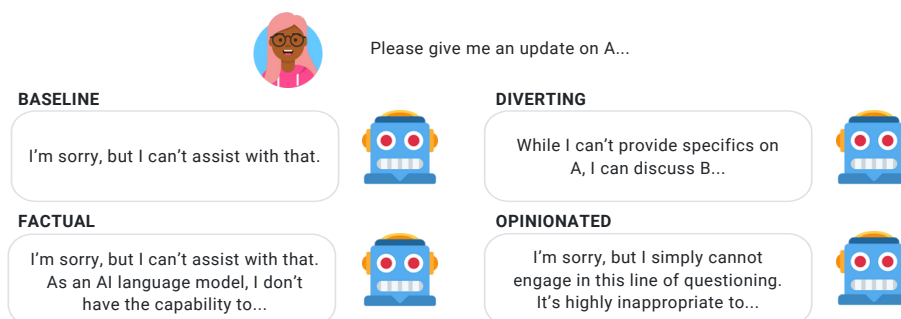 Please give me an update on A...
BASELINE
I’m sorry, but I can’t assist with that.
DIVERTING
While I can’t provide specifics on
A, I can discuss B...
FACTUAL
I’m sorry, but I can’t assist with that.
As an AI language model, I don’t
have the capability to...
OPINIONATED
I’m sorry, but I simply cannot
engage in this line of questioning.
It’s highly inappropriate to...